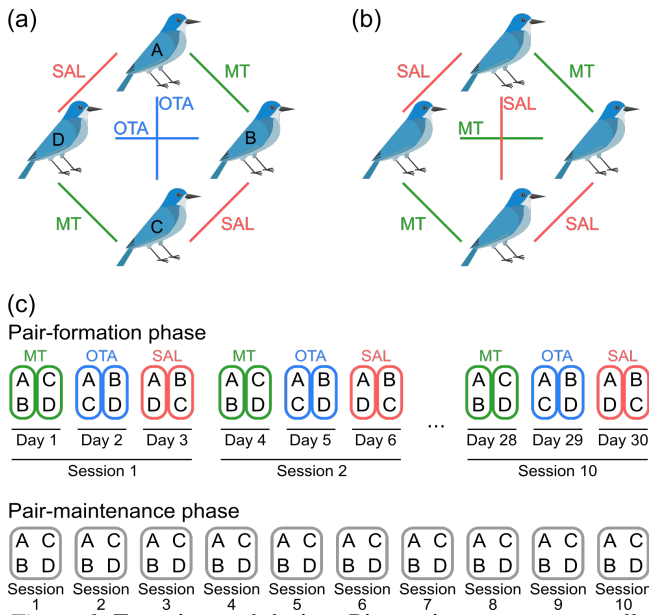 (a)
(b)
SAL
A
MT
OTA
OTA
D
B
MT
C
SAL
SAL
MT
SAL
MT
MT
SAL
(c)
Pair-formation phase
MT OTA SAL MT OTA SAL MT OTA SAL
A C A B A B A C A B A B A C A B A B
B D C D D C B D C D D C B D C D D C
Day 1 Day 2 Day 3 Day 4 Day 5 Day 6 ... Day 28 Day 29 Day 30
Session 1 Session 2 Session 10
Pair-maintenance phase
A C A C A C A C A C A C A C A C A C A C
B D B D B D B D B D B D B D B D B D B D
Session Session Session Session Session Session Session Session Session Session
1 2 3 4 5 6 7 8 9 10